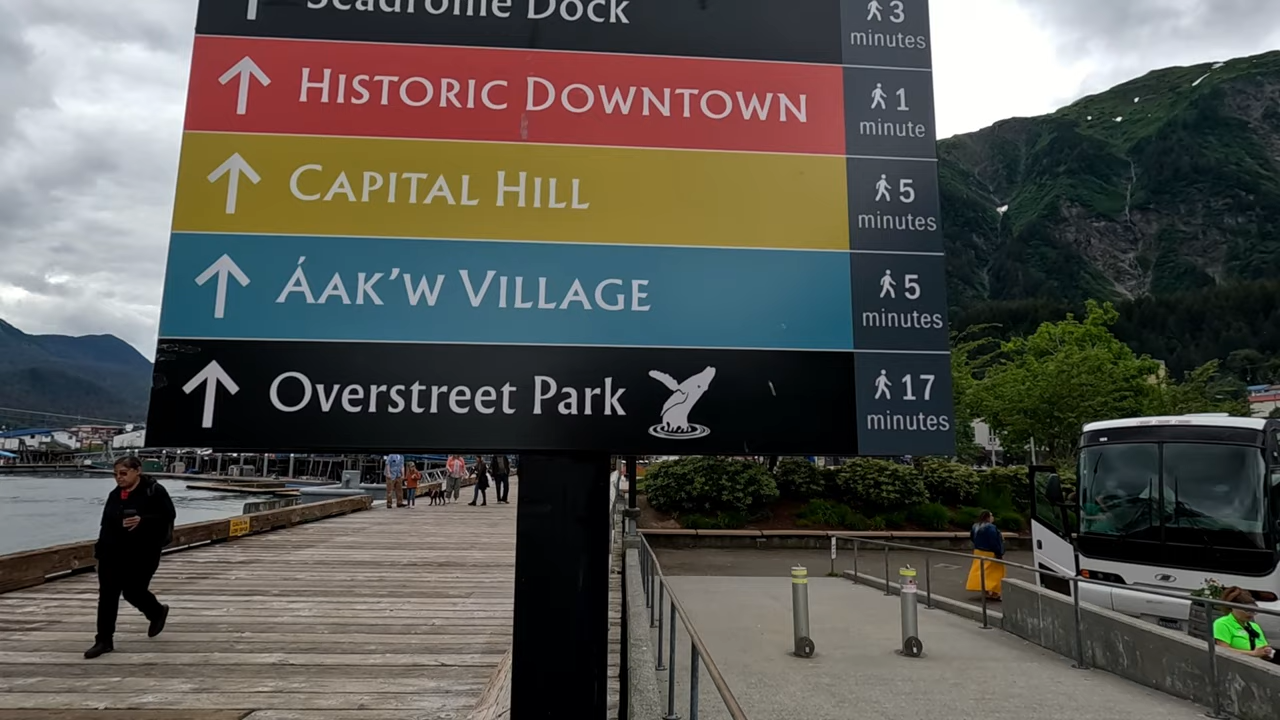 Seadrome Dock
3
minutes
HISTORIC DOWNTOWN
1
minute
CAPITAL HILL
5
minutes
ÁAK'W VILLAGE
5
minutes
Overstreet Park
17
minutes